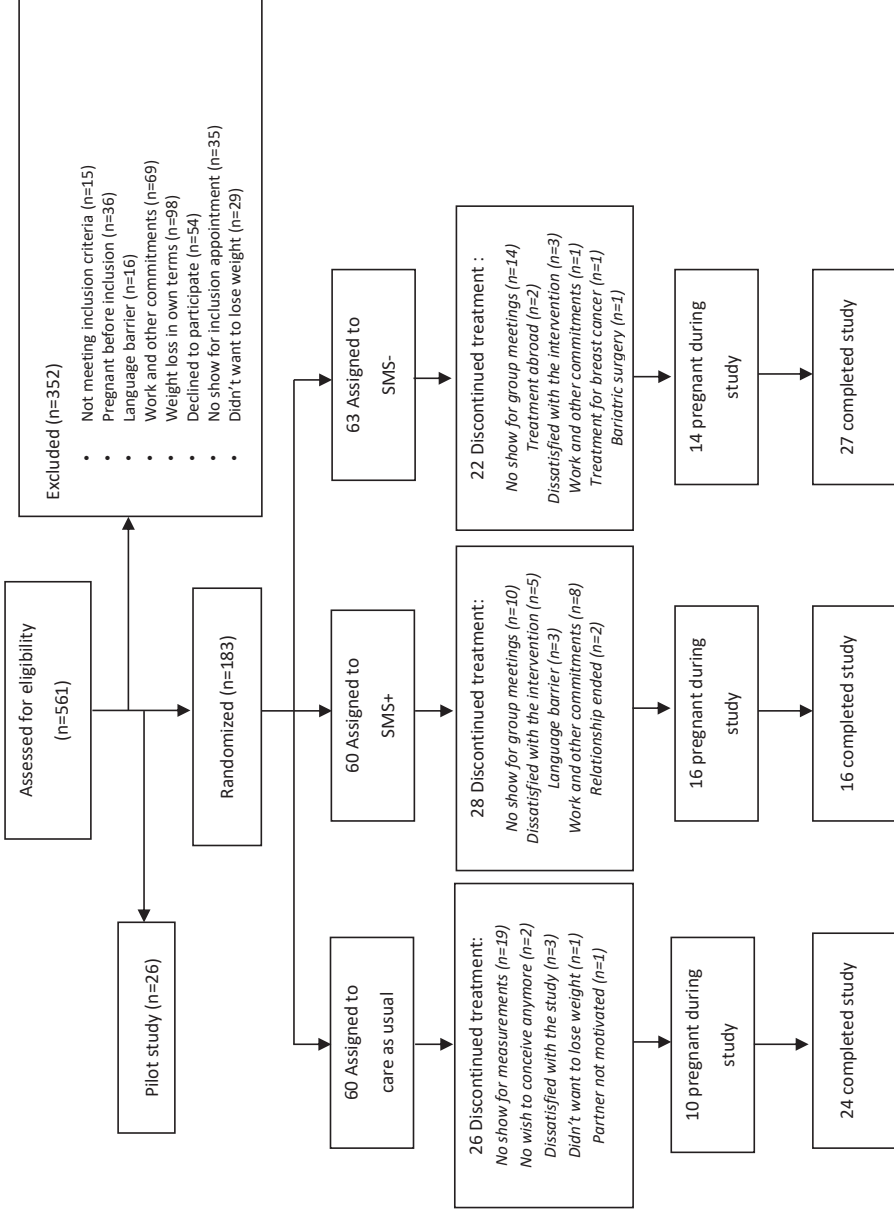 Assessed for eligibility
(n=561)
Excluded (n=352)
• Not meeting inclusion criteria (n=15)
• Pregnant before inclusion (n=36)
• Language barrier (n=16)
• Work and other commitments (n=69)
• Weight loss in own terms (n=98)
• Declined to participate (n=54)
• No show for inclusion appointment (n=35)
• Didn't want to lose weight (n=29)
Pilot study (n=26)
Randomized (n=183)
60 Assigned to
care as usual
60 Assigned to
SMS+
63 Assigned to
SMS-
26 Discontinued treatment:
No show for measurements (n=19)
No wish to conceive anymore (n=2)
Dissatisfied with the study (n=3)
Didn't want to lose weight (n=1)
Partner not motivated (n=1)
28 Discontinued treatment:
No show for group meetings (n=10)
Dissatisfied with the intervention (n=5)
Language barrier (n=3)
Work and other commitments (n=8)
Relationship ended (n=2)
22 Discontinued treatment :
No show for group meetings (n=14)
Treatment abroad (n=2)
Dissatisfied with the intervention (n=3)
Work and other commitments (n=1)
Treatment for breast cancer (n=1)
Bariatric surgery (n=1)
10 pregnant during
study
16 pregnant during
study
14 pregnant during
study
24 completed study
16 completed study
27 completed study